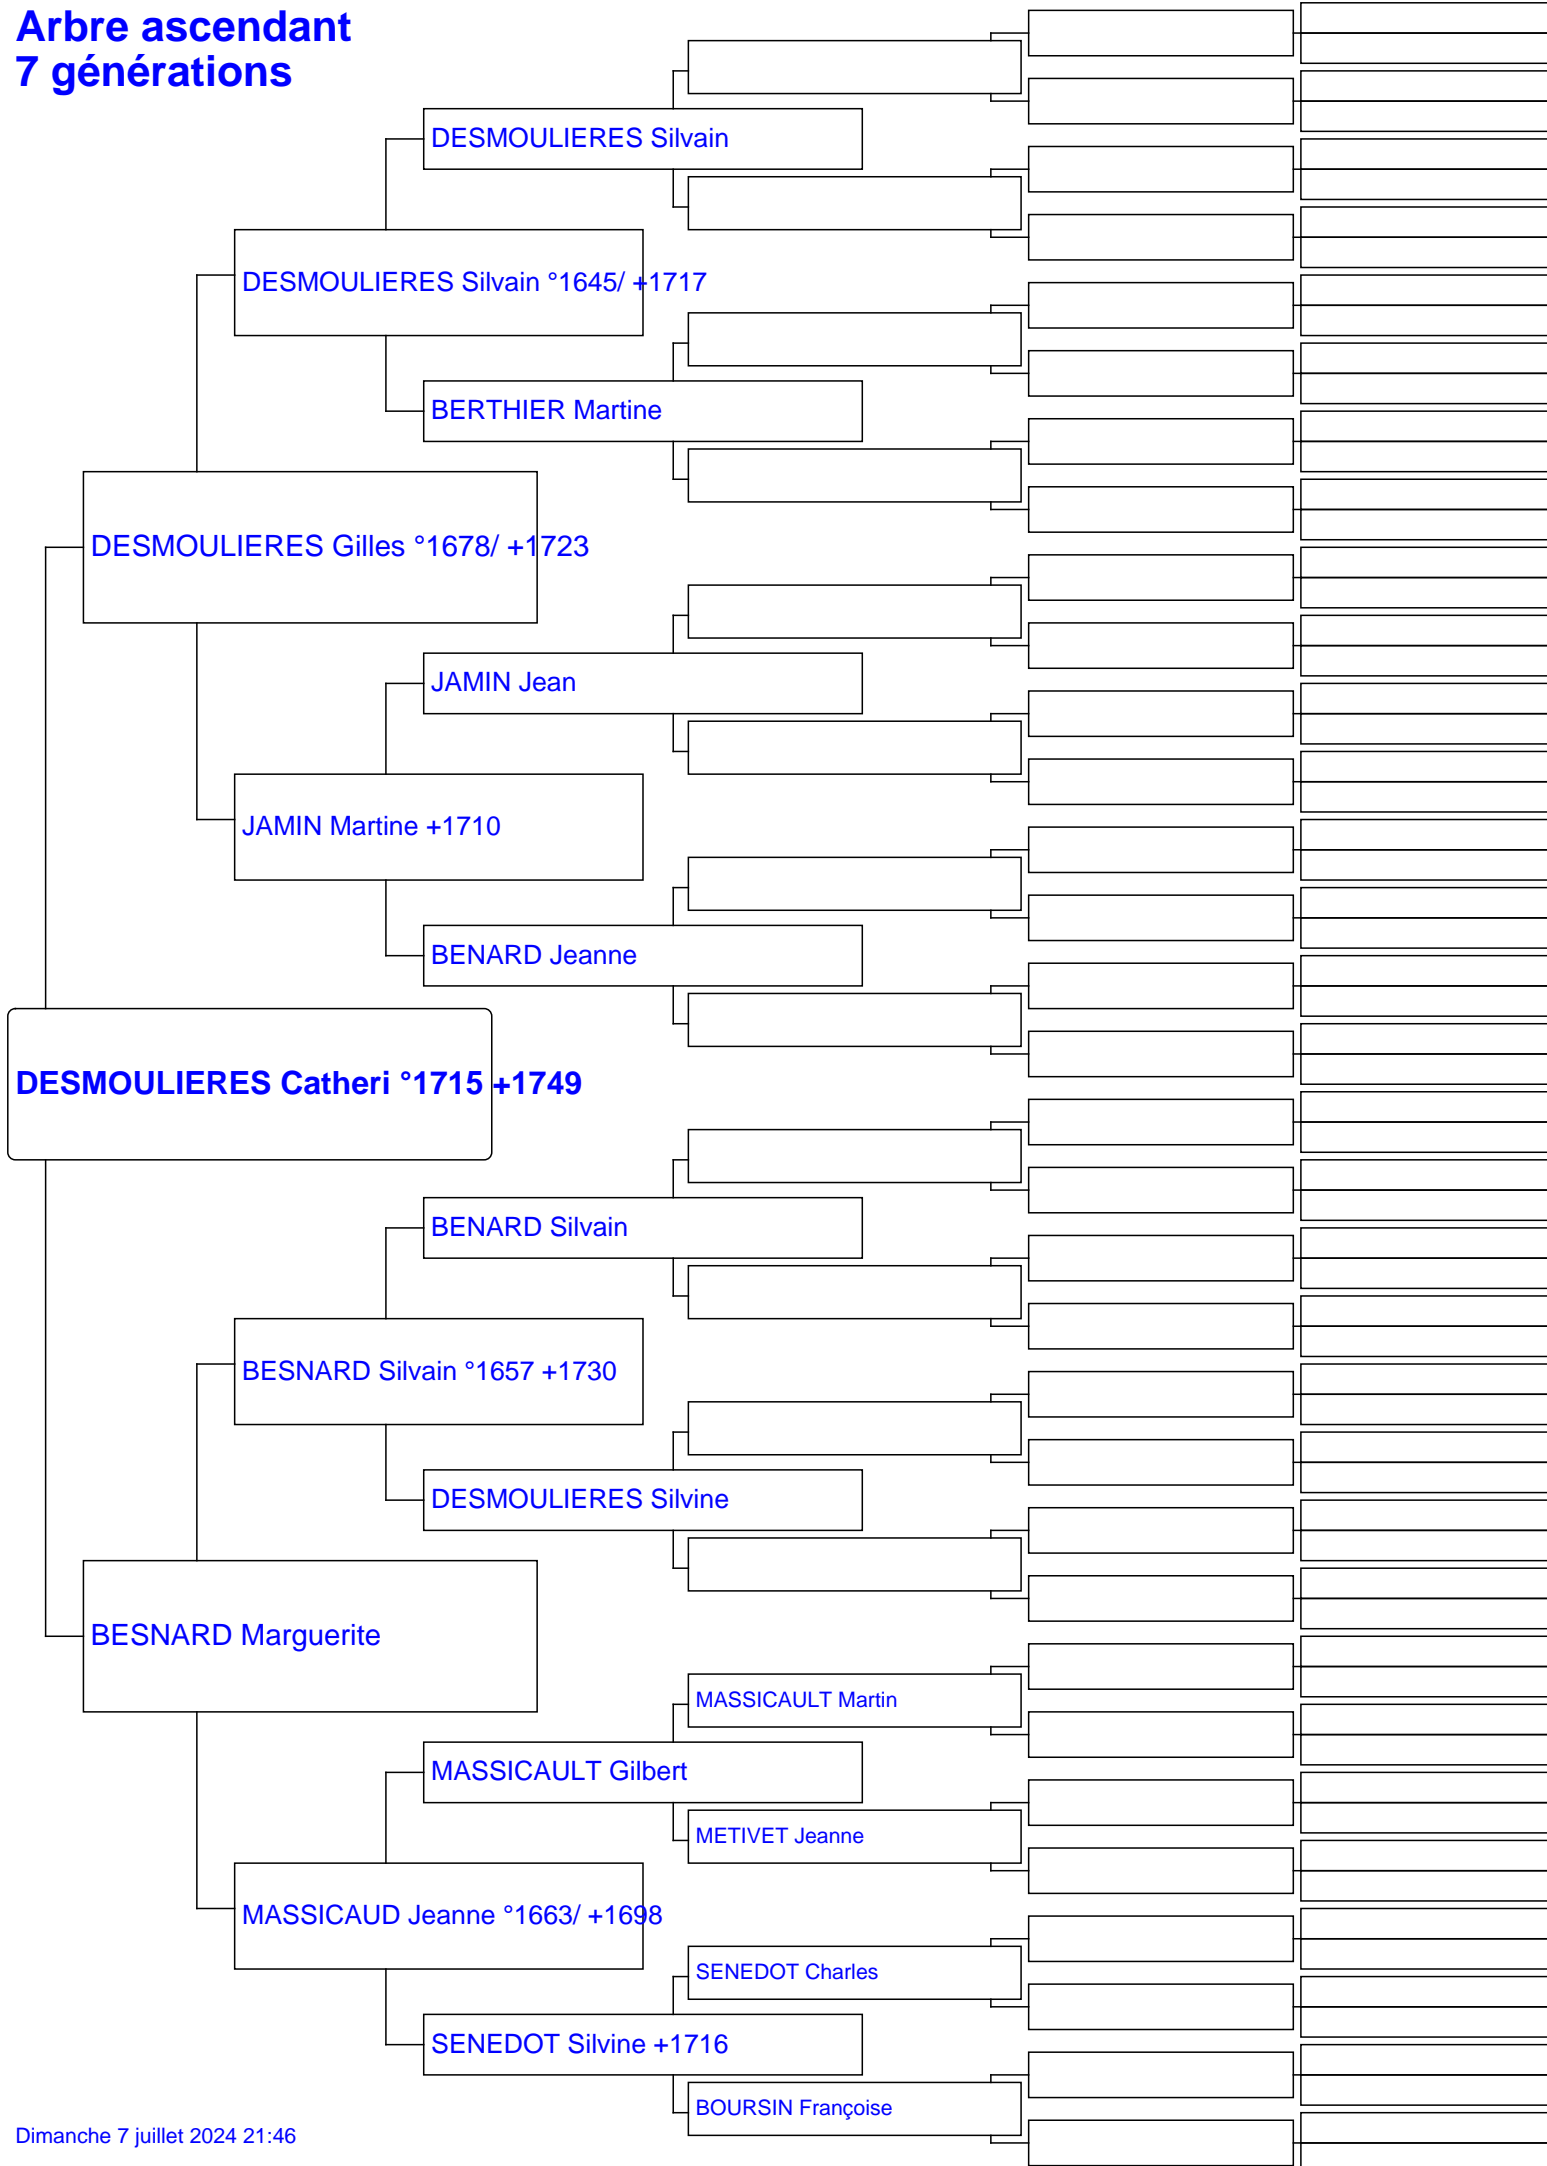 Arbre ascendant
7 générations
DESMOULIERES Silvain
DESMOULIERES Silvain °1645/ +1717
BERTHIER Martine
DESMOULIERES Gilles °1678/ +1723
JAMIN Jean
JAMIN Martine +1710
BENARD Jeanne
DESMOULIERES Catheri °1715 +1749
BENARD Silvain
BESNARD Silvain °1657 +1730
DESMOULIERES Silvine
BESNARD Marguerite
MASSICAULT Martin
MASSICAULT Gilbert
METIVET Jeanne
MASSICAUD Jeanne °1663/ +1698
SENEDOT Charles
SENEDOT Silvine +1716
BOURSIN Françoise
Dimanche 7 juillet 2024 21:46